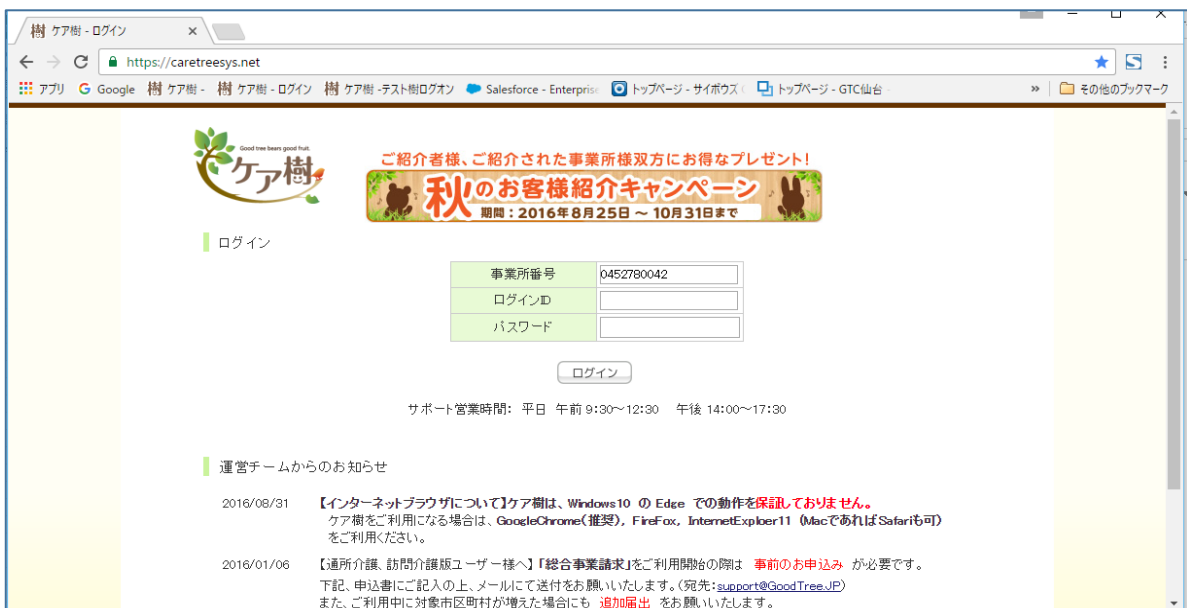 樹 ケア樹 - ログイン
https://caretreesys.net
アプリ Google 樹 ケア樹 - 樹 ケア樹 - ログイン 樹 ケア樹 -テスト樹ログオン Salesforce - Enterprise トップページ - サイボウズ ( トップページ - GTC仙台 - » その他のブックマーク
Good tree bears good fruit.
ケア樹
ご紹介者様、ご紹介された事業所様双方にお得なプレゼント!
秋のお客様紹介キャンペーン
期間:2016年8月25日 ~ 10月31日まで
ログイン
事業所番号 0452780042
ログインID
パスワード
ログイン
サポート営業時間: 平日 午前9:30~12:30 午後 14:00~17:30
運営チームからのお知らせ
2016/08/31 【インターネットブラウザについて】ケア樹は、Windows10 の Edge での動作を保証しておりません。
ケア樹をご利用になる場合は、GoogleChrome(推奨), FireFox, InternetExploer11 (MacであればSafariも可)
をご利用ください。
2016/01/06 【通所介護、訪問介護版ユーザー様へ】「総合事業請求」をご利用開始の際は 事前のお申込み が必要です。
下記、申込書にご記入の上、メールにて送付をお願いいたします。(宛先:support@GoodTree.JP)
また、ご利用中に対象市区町村が増えた場合にも 追加届出 をお願いいたします。